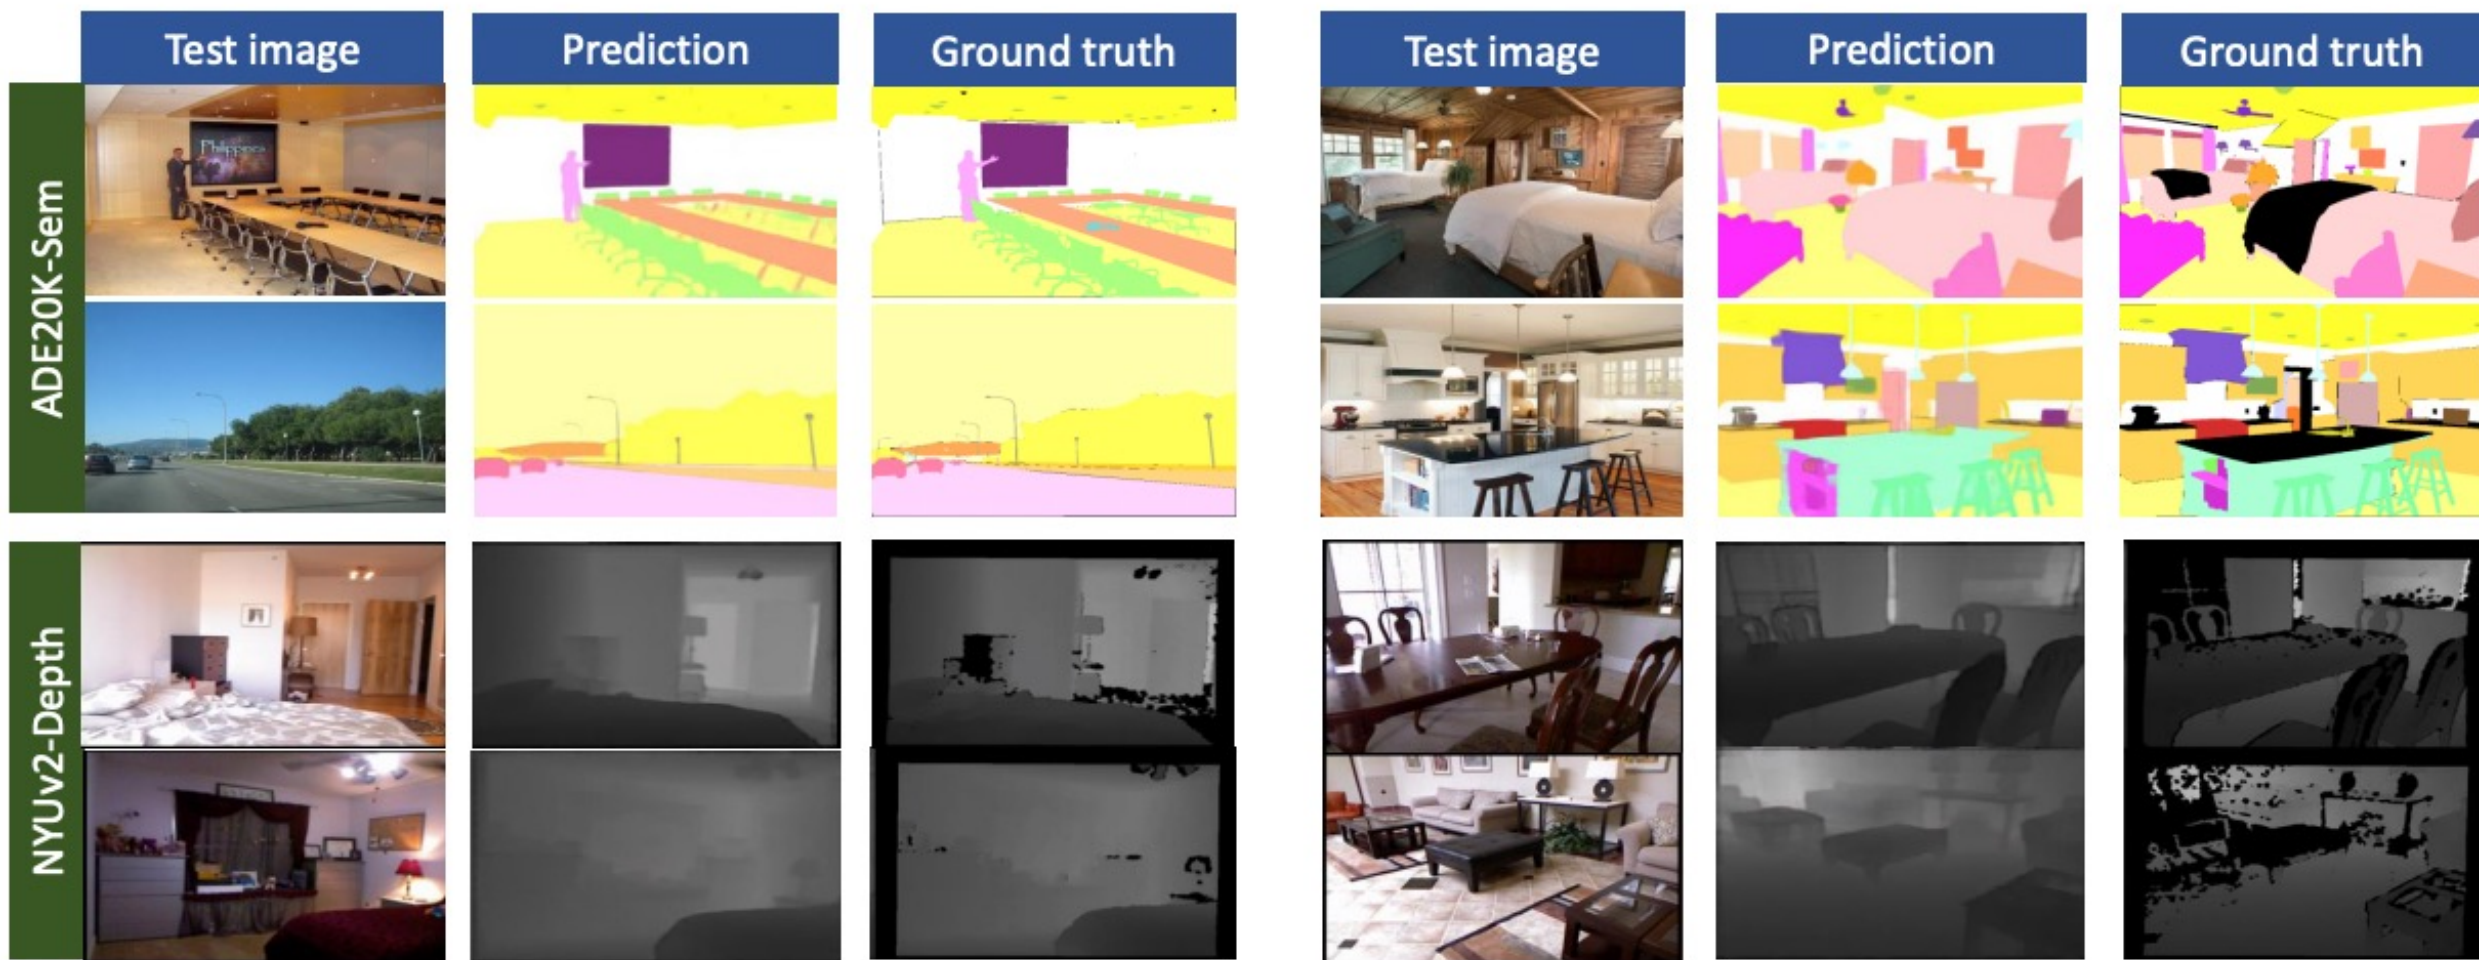 Test image
Prediction
Ground truth
Test image
Prediction
Ground truth
ADE20K-Sem
Philippines
NYUv2-Depth